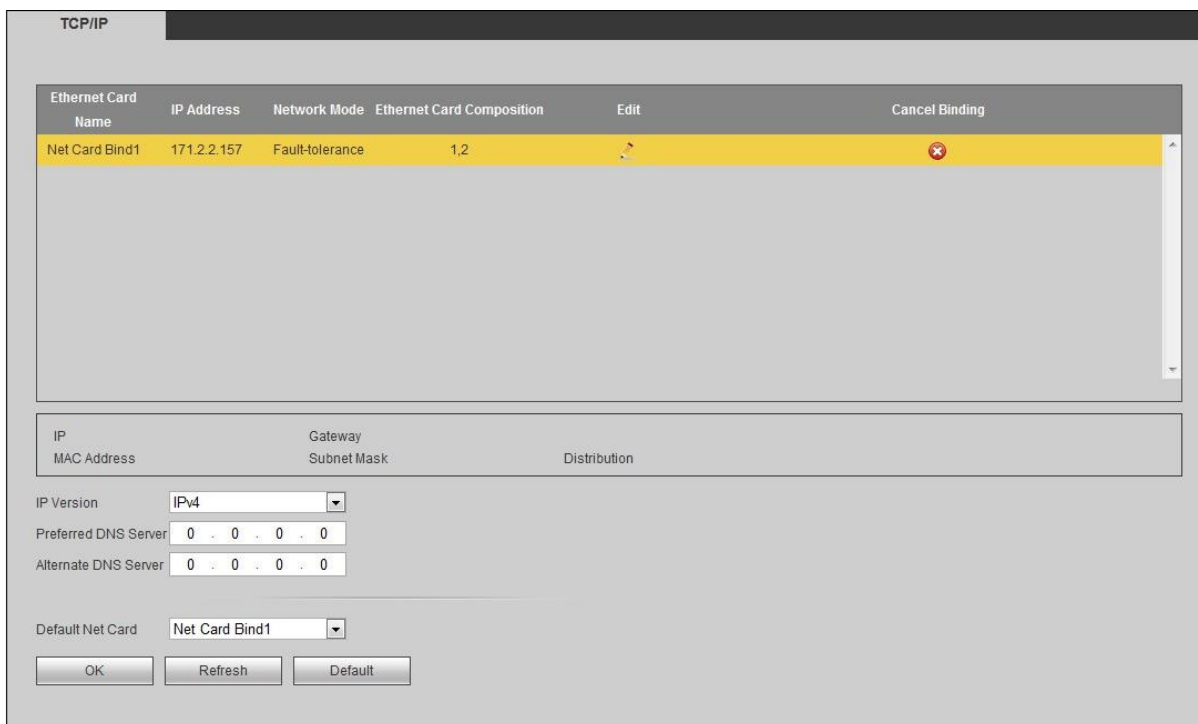 TCP/IP
Ethernet Card Name IP Address Network Mode Ethernet Card Composition Edit Cancel Binding
Net Card Bind1 171.2.2.157 Fault-tolerance 1,2
IP Gateway
MAC Address Subnet Mask Distribution
IP Version IPv4
Preferred DNS Server 0 . 0 . 0 . 0
Alternate DNS Server 0 . 0 . 0 . 0
Default Net Card Net Card Bind1
OK Refresh Default